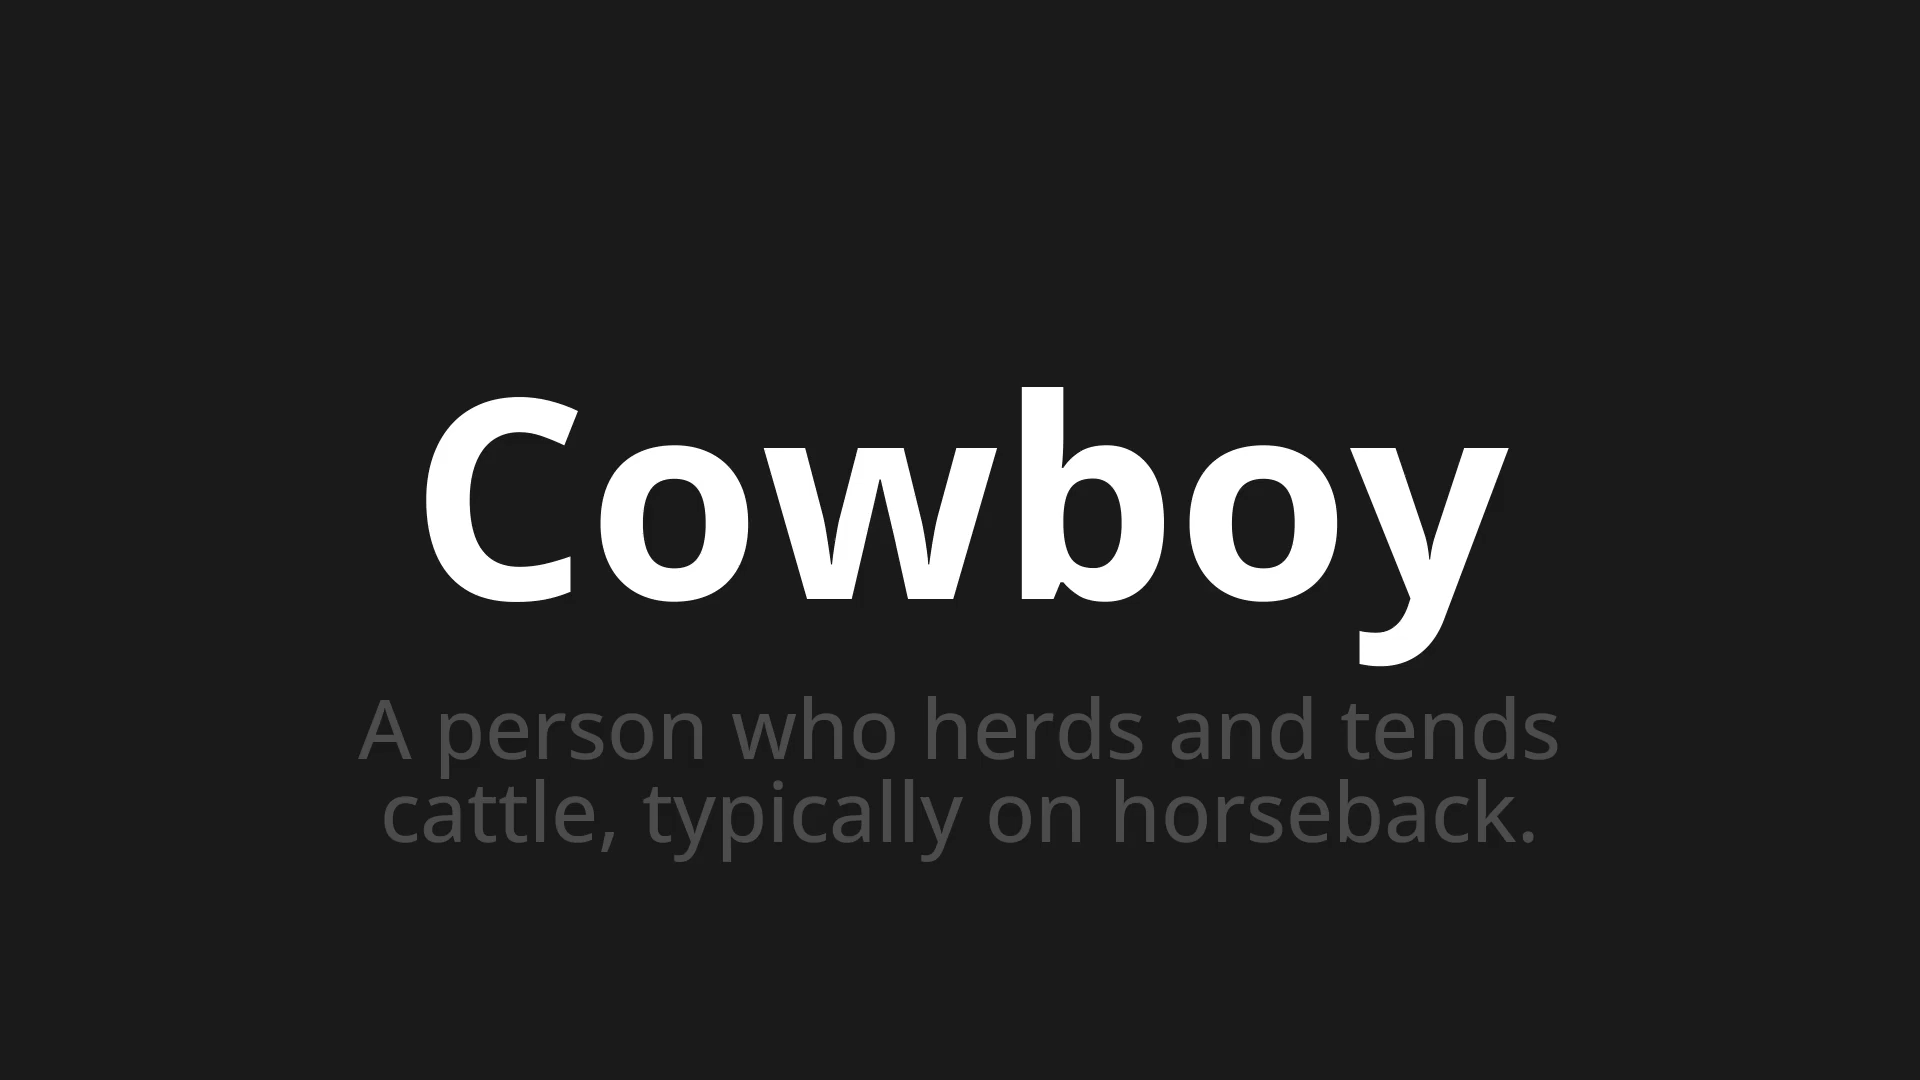 Cowboy
A person who herds and tends
cattle, typically on horseback.